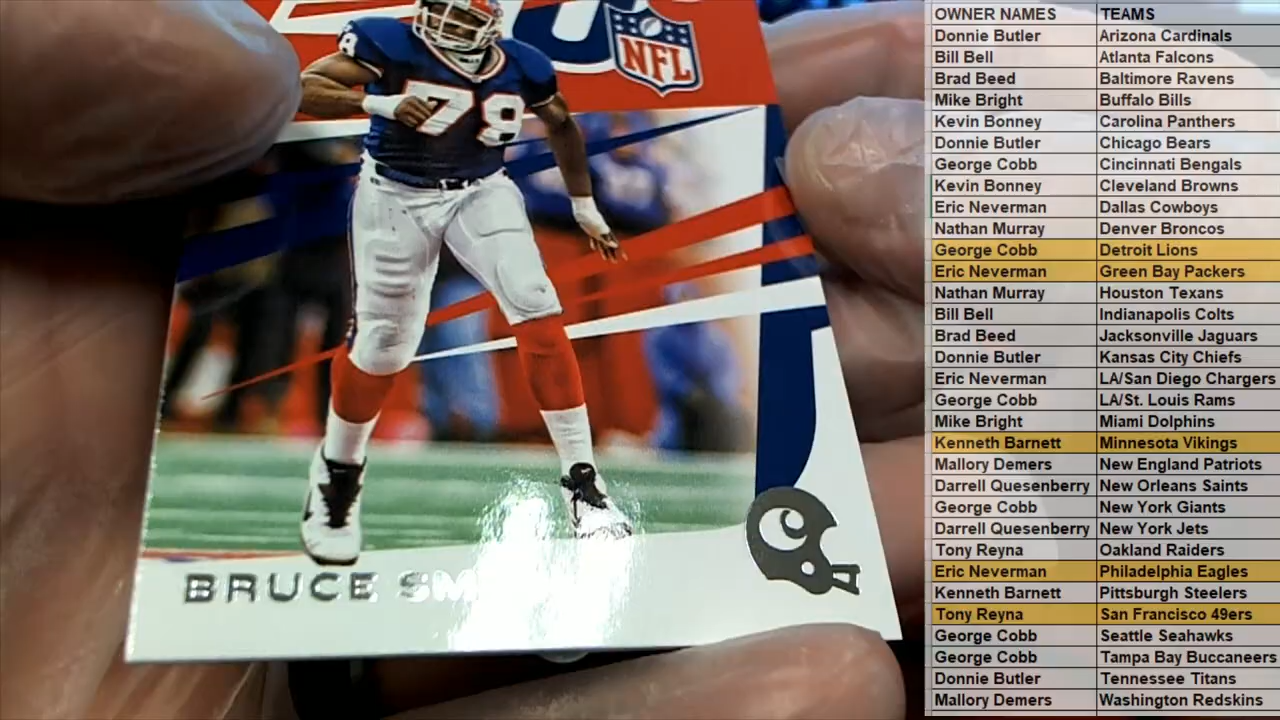 NFL
78
78
BRUCE SM
OWNER NAMES TEAMS
Donnie Butler Arizona Cardinals
Bill Bell Atlanta Falcons
Brad Beed Baltimore Ravens
Mike Bright Buffalo Bills
Kevin Bonney Carolina Panthers
Donnie Butler Chicago Bears
George Cobb Cincinnati Bengals
Kevin Bonney Cleveland Browns
Eric Neverman Dallas Cowboys
Nathan Murray Denver Broncos
George Cobb Detroit Lions
Eric Neverman Green Bay Packers
Nathan Murray Houston Texans
Bill Bell Indianapolis Colts
Brad Beed Jacksonville Jaguars
Donnie Butler Kansas City Chiefs
Eric Neverman LA/San Diego Chargers
George Cobb LA/St. Louis Rams
Mike Bright Miami Dolphins
Kenneth Barnett Minnesota Vikings
Mallory Demers New England Patriots
Darrell Quesenberry New Orleans Saints
George Cobb New York Giants
Darrell Quesenberry New York Jets
Tony Reyna Oakland Raiders
Eric Neverman Philadelphia Eagles
Kenneth Barnett Pittsburgh Steelers
Tony Reyna San Francisco 49ers
George Cobb Seattle Seahawks
George Cobb Tampa Bay Buccaneers
Donnie Butler Tennessee Titans
Mallory Demers Washington Redskins